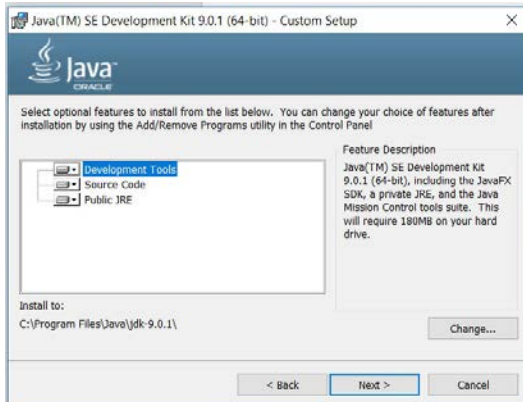 Java(TM) SE Development Kit 9.0.1 (64-bit) - Custom Setup
Java™
ORACLE
Select optional features to install from the list below. You can change your choice of features after
installation by using the Add/Remove Programs utility in the Control Panel
Development Tools
Source Code
Public JRE
Feature Description
Java(TM) SE Development Kit
9.0.1 (64-bit), including the JavaFX
SDK, a private JRE, and the Java
Mission Control tools suite. This
will require 180MB on your hard
drive.
Install to:
C:\Program Files\Java\jdk-9.0.1\
Change...
< Back
Next >
Cancel